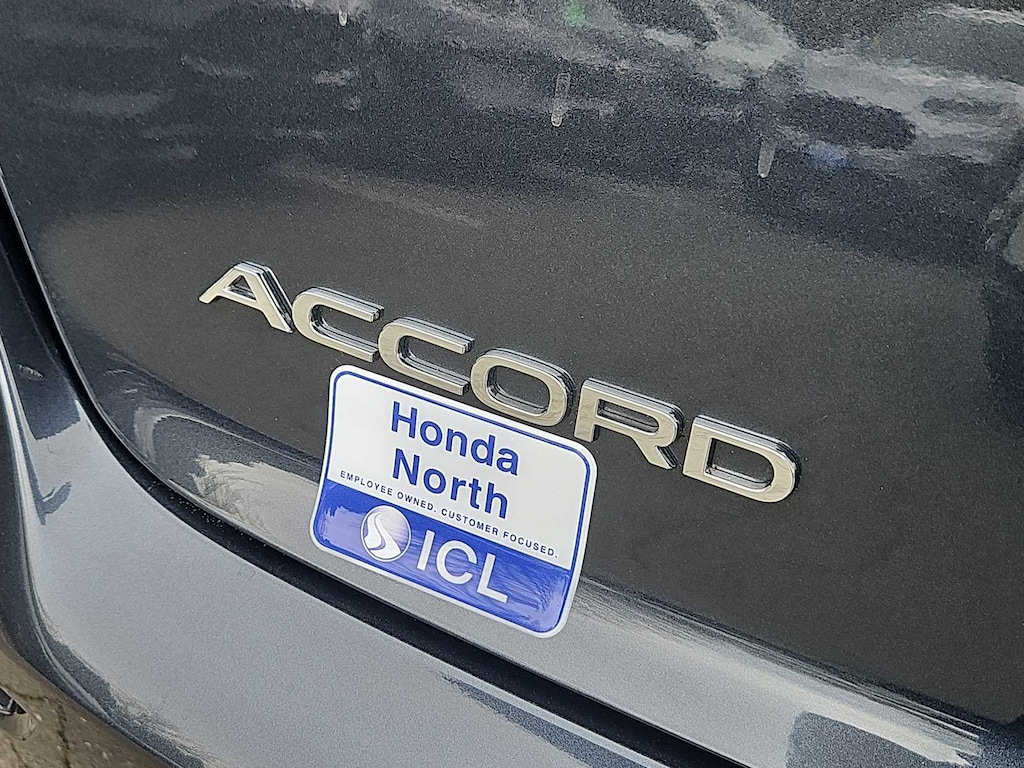 ACCORD
Honda
North
EMPLOYEE OWNED. CUSTOMER FOCUSED.
ICL